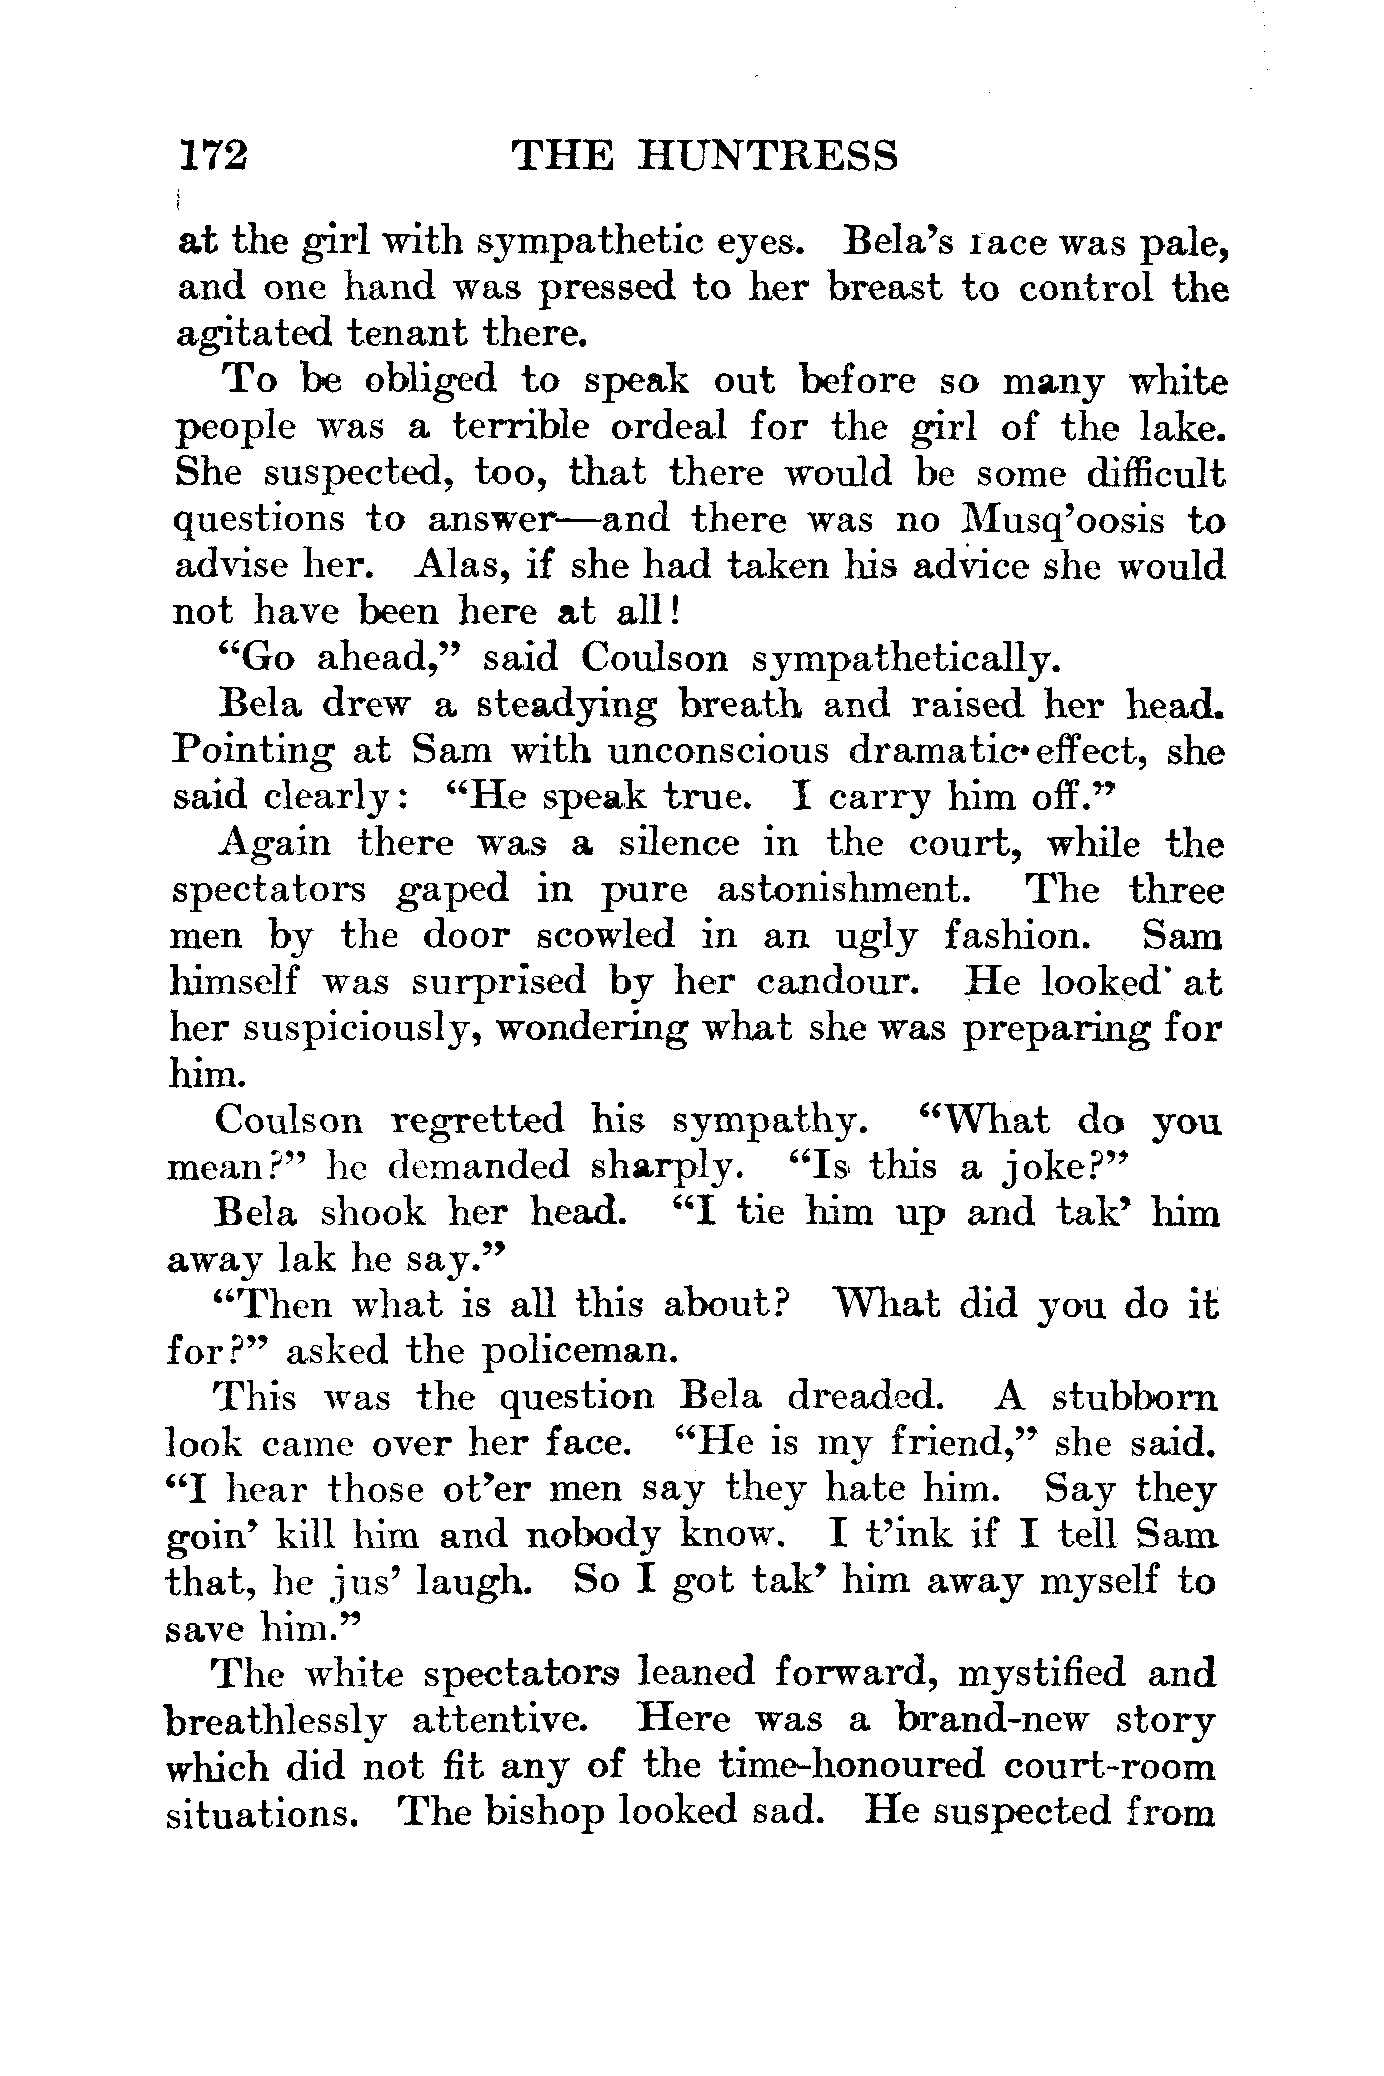 172 THE HUNTRESS
at the girl with sympathetic eyes. Bela's face was pale,
and one hand was pressed to her breast to control the
agitated tenant there.
To be obliged to speak out before so many white
people was a terrible ordeal for the girl of the lake.
She suspected, too, that there would be some difficult
questions to answer—and there was no Musq'oosis to
advise her. Alas, if she had taken his advice she would
not have been here at all!
"Go ahead," said Coulson sympathetically.
Bela drew a steadying breath and raised her head.
Pointing at Sam with unconscious dramatic effect, she
said clearly: "He speak true. I carry him off."
Again there was a silence in the court, while the
spectators gaped in pure astonishment. The three
men by the door scowled in an ugly fashion. Sam
himself was surprised by her candour. He looked at
her suspiciously, wondering what she was preparing for
him.
Coulson regretted his sympathy. "What do you
mean?" he demanded sharply. "Is this a joke?"
Bela shook her head. "I tie him up and tak' him
away lak he say."
"Then what is all this about? What did you do it
for?" asked the policeman.
This was the question Bela dreaded. A stubborn
look came over her face. "He is my friend," she said.
"I hear those ot'er men say they hate him. Say they
goin' kill him and nobody know. I t'ink if I tell Sam
that, he jus' laugh. So I got tak' him away myself to
save him."
The white spectators leaned forward, mystified and
breathlessly attentive. Here was a brand-new story
which did not fit any of the time-honoured court-room
situations. The bishop looked sad. He suspected from